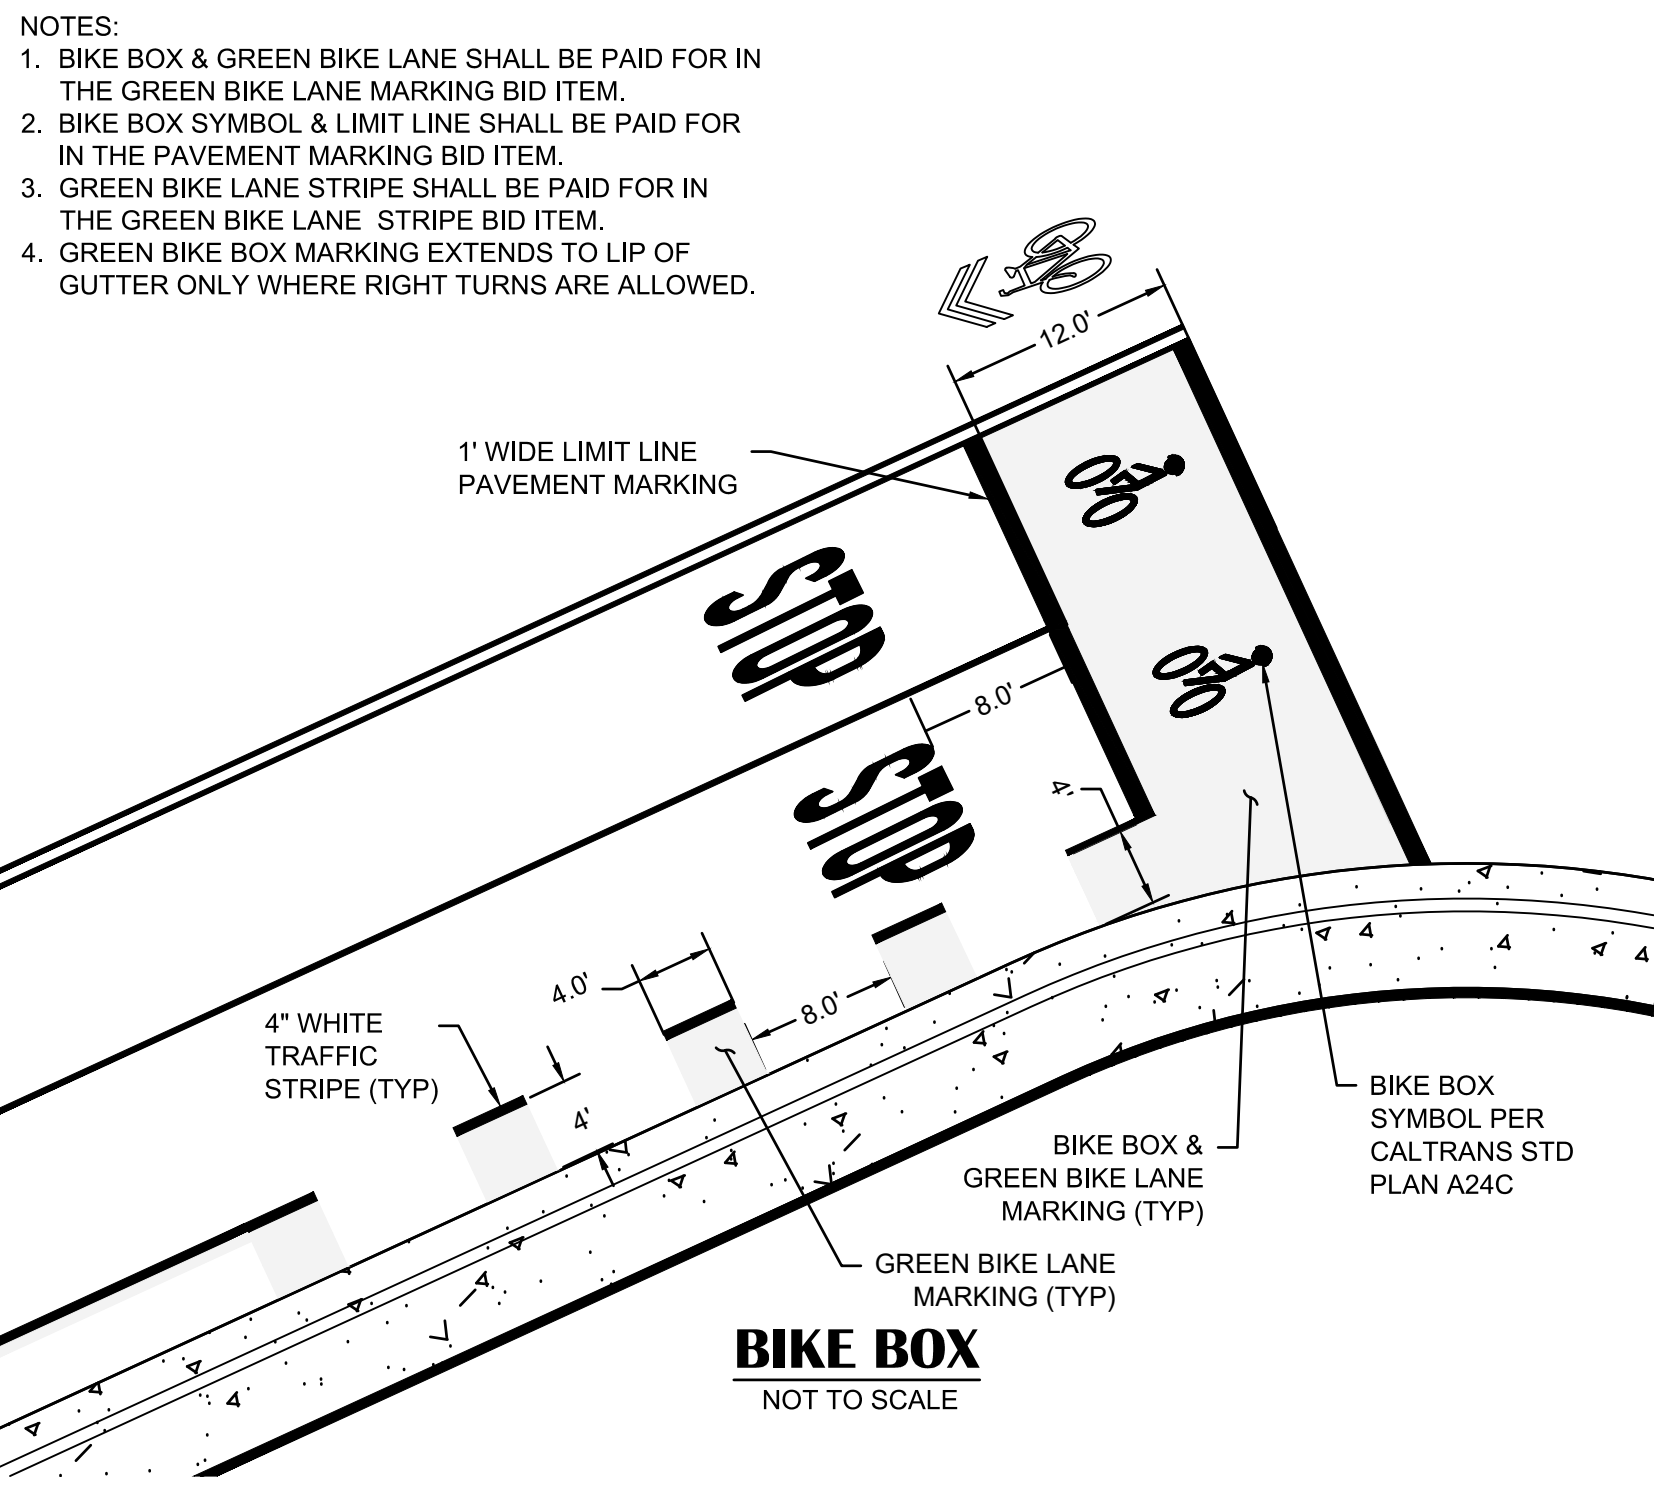 NOTES:
1. BIKE BOX & GREEN BIKE LANE SHALL BE PAID FOR IN
THE GREEN BIKE LANE MARKING BID ITEM.
2. BIKE BOX SYMBOL & LIMIT LINE SHALL BE PAID FOR
IN THE PAVEMENT MARKING BID ITEM.
3. GREEN BIKE LANE STRIPE SHALL BE PAID FOR IN
THE GREEN BIKE LANE STRIPE BID ITEM.
4. GREEN BIKE BOX MARKING EXTENDS TO LIP OF
GUTTER ONLY WHERE RIGHT TURNS ARE ALLOWED.
12.0'
1' WIDE LIMIT LINE
PAVEMENT MARKING
STOP
8.0'
STOP
4'
4.0'
8.0'
4" WHITE
TRAFFIC
STRIPE (TYP)
4'
BIKE BOX
SYMBOL PER
CALTRANS STD
PLAN A24C
BIKE BOX &
GREEN BIKE LANE
MARKING (TYP)
GREEN BIKE LANE
MARKING (TYP)
BIKE BOX
NOT TO SCALE